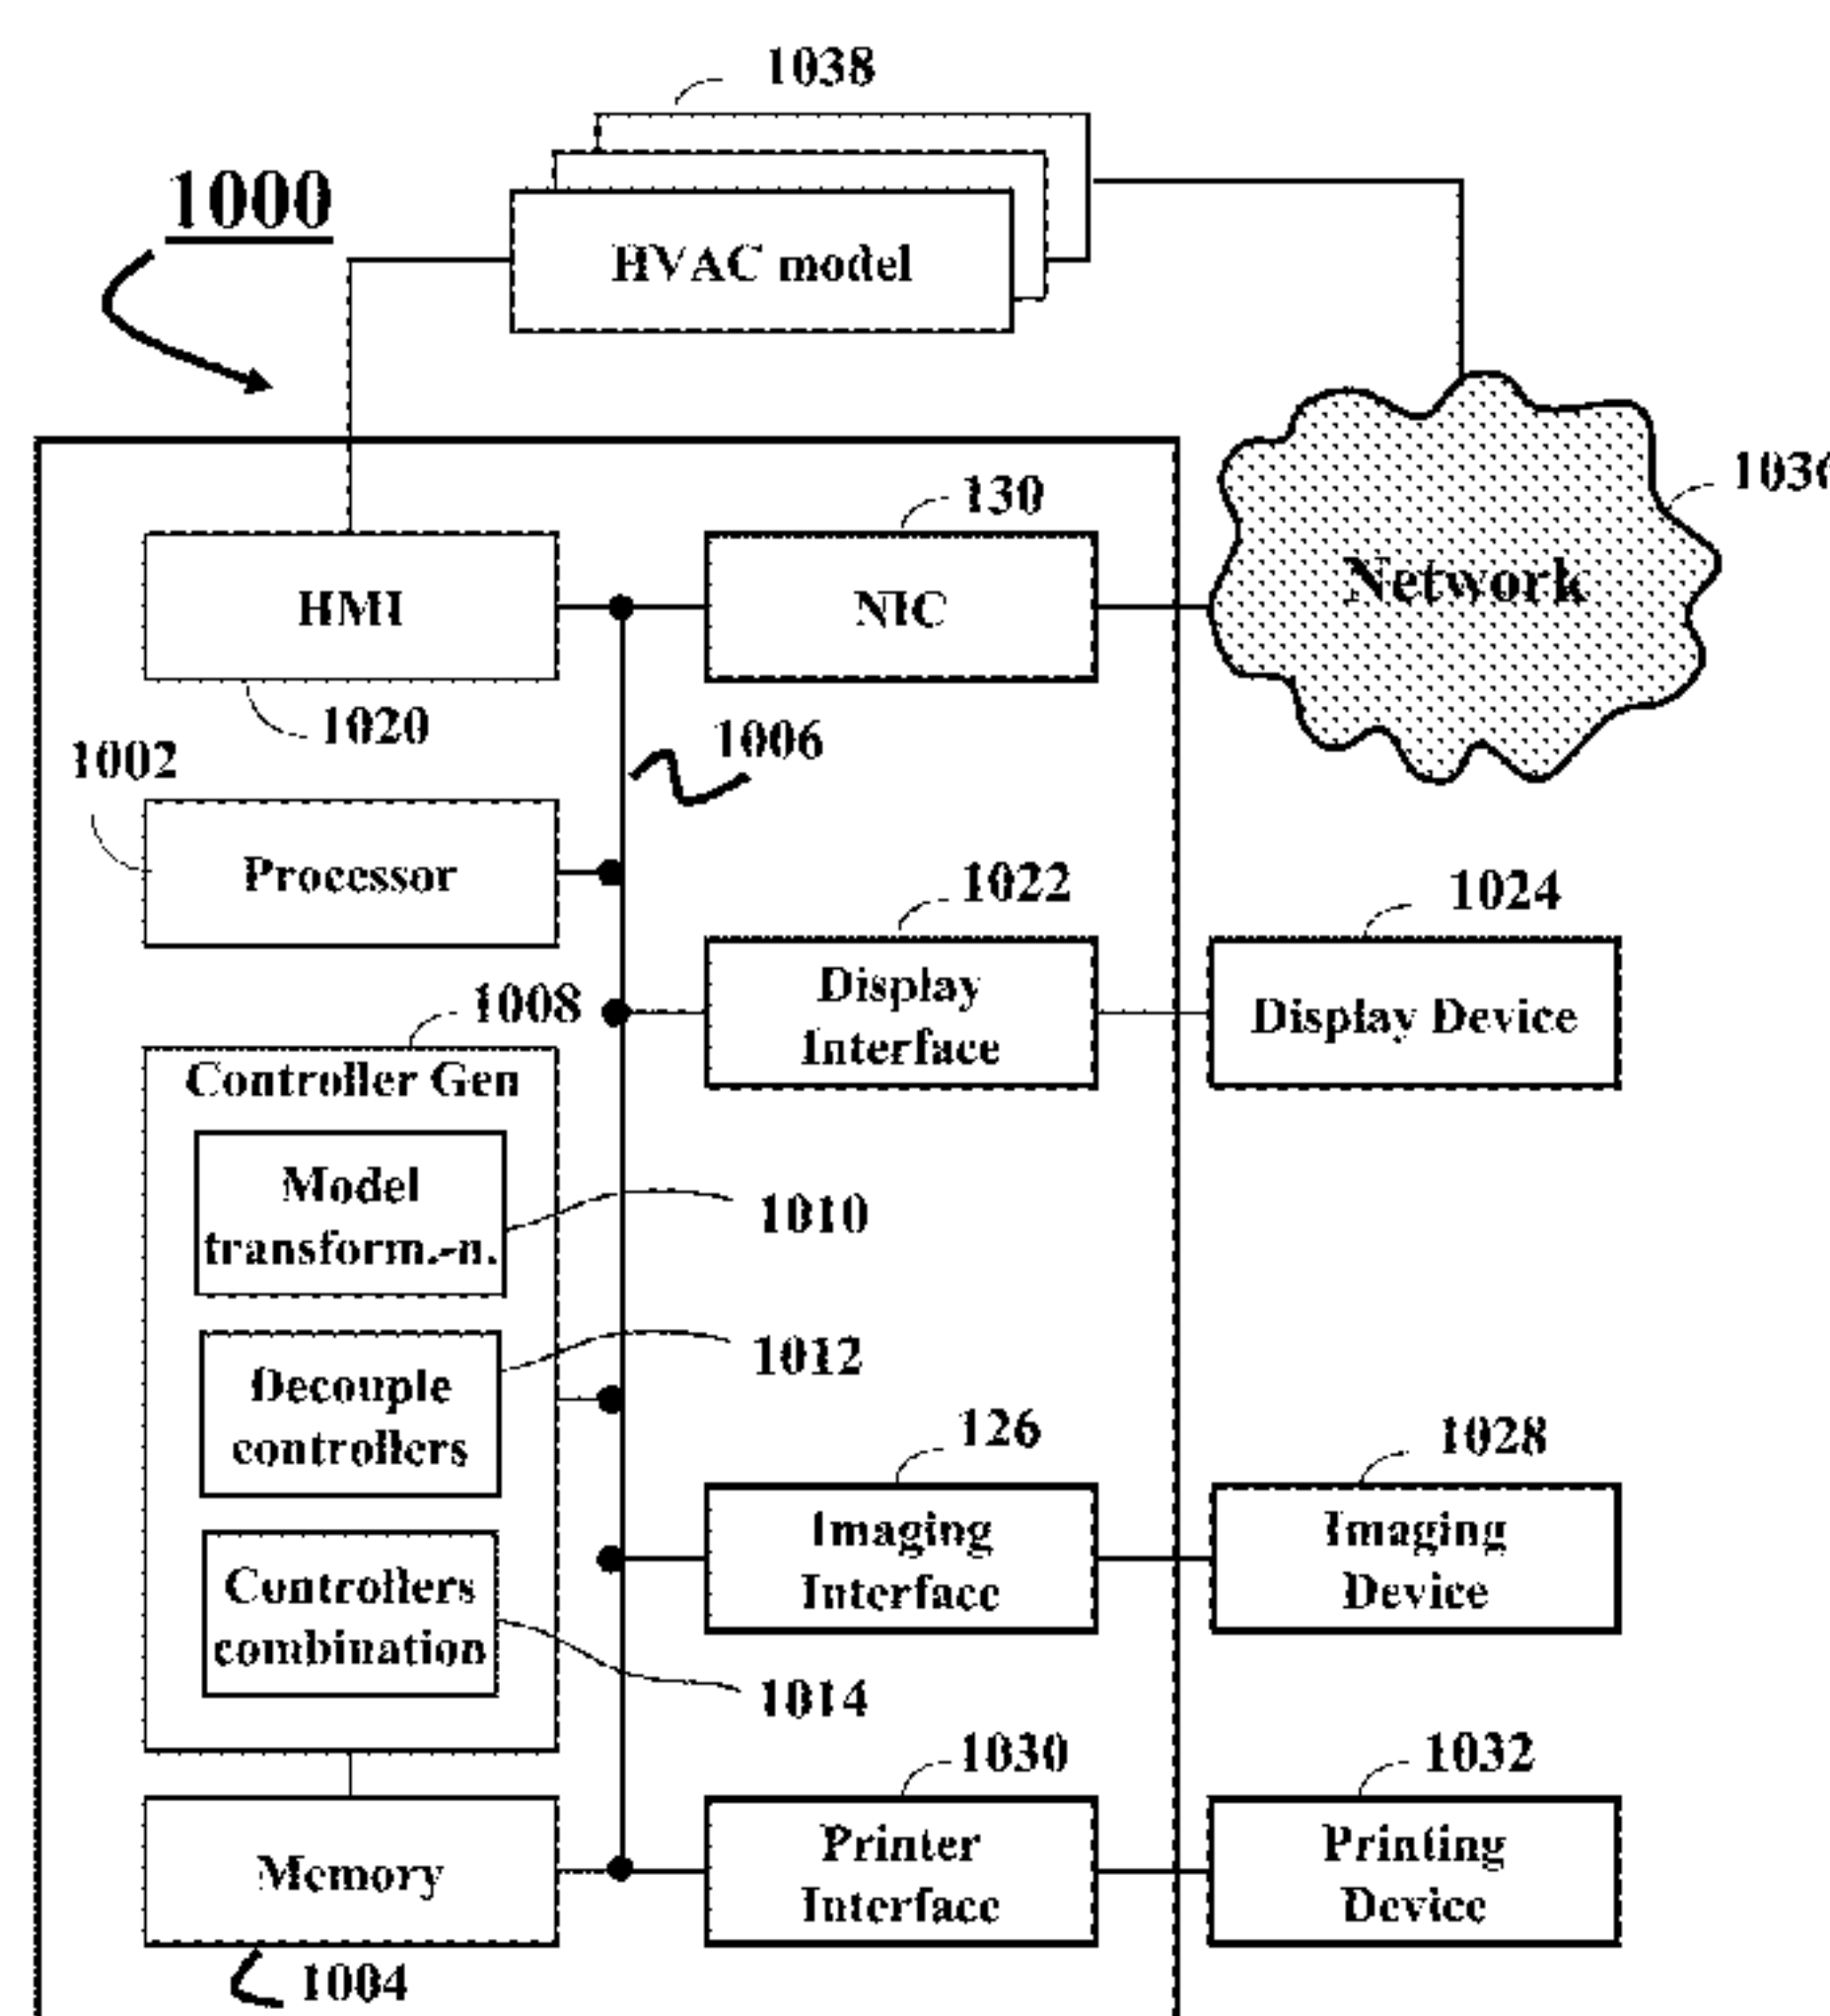 1038
1000
HVAC model
130
HMI
NIC
Network
1020
1006
1002
Processor
1022
1024
Display
Interface
Display Device
1008
Controller Gen
Model
transform.-n.
1010
1012
Decouple
controllers
126
1028
Imaging
Interface
Imaging
Device
Controllers
combination
1014
1030
1032
Memory
Printer
Interface
Printing
Device
1004